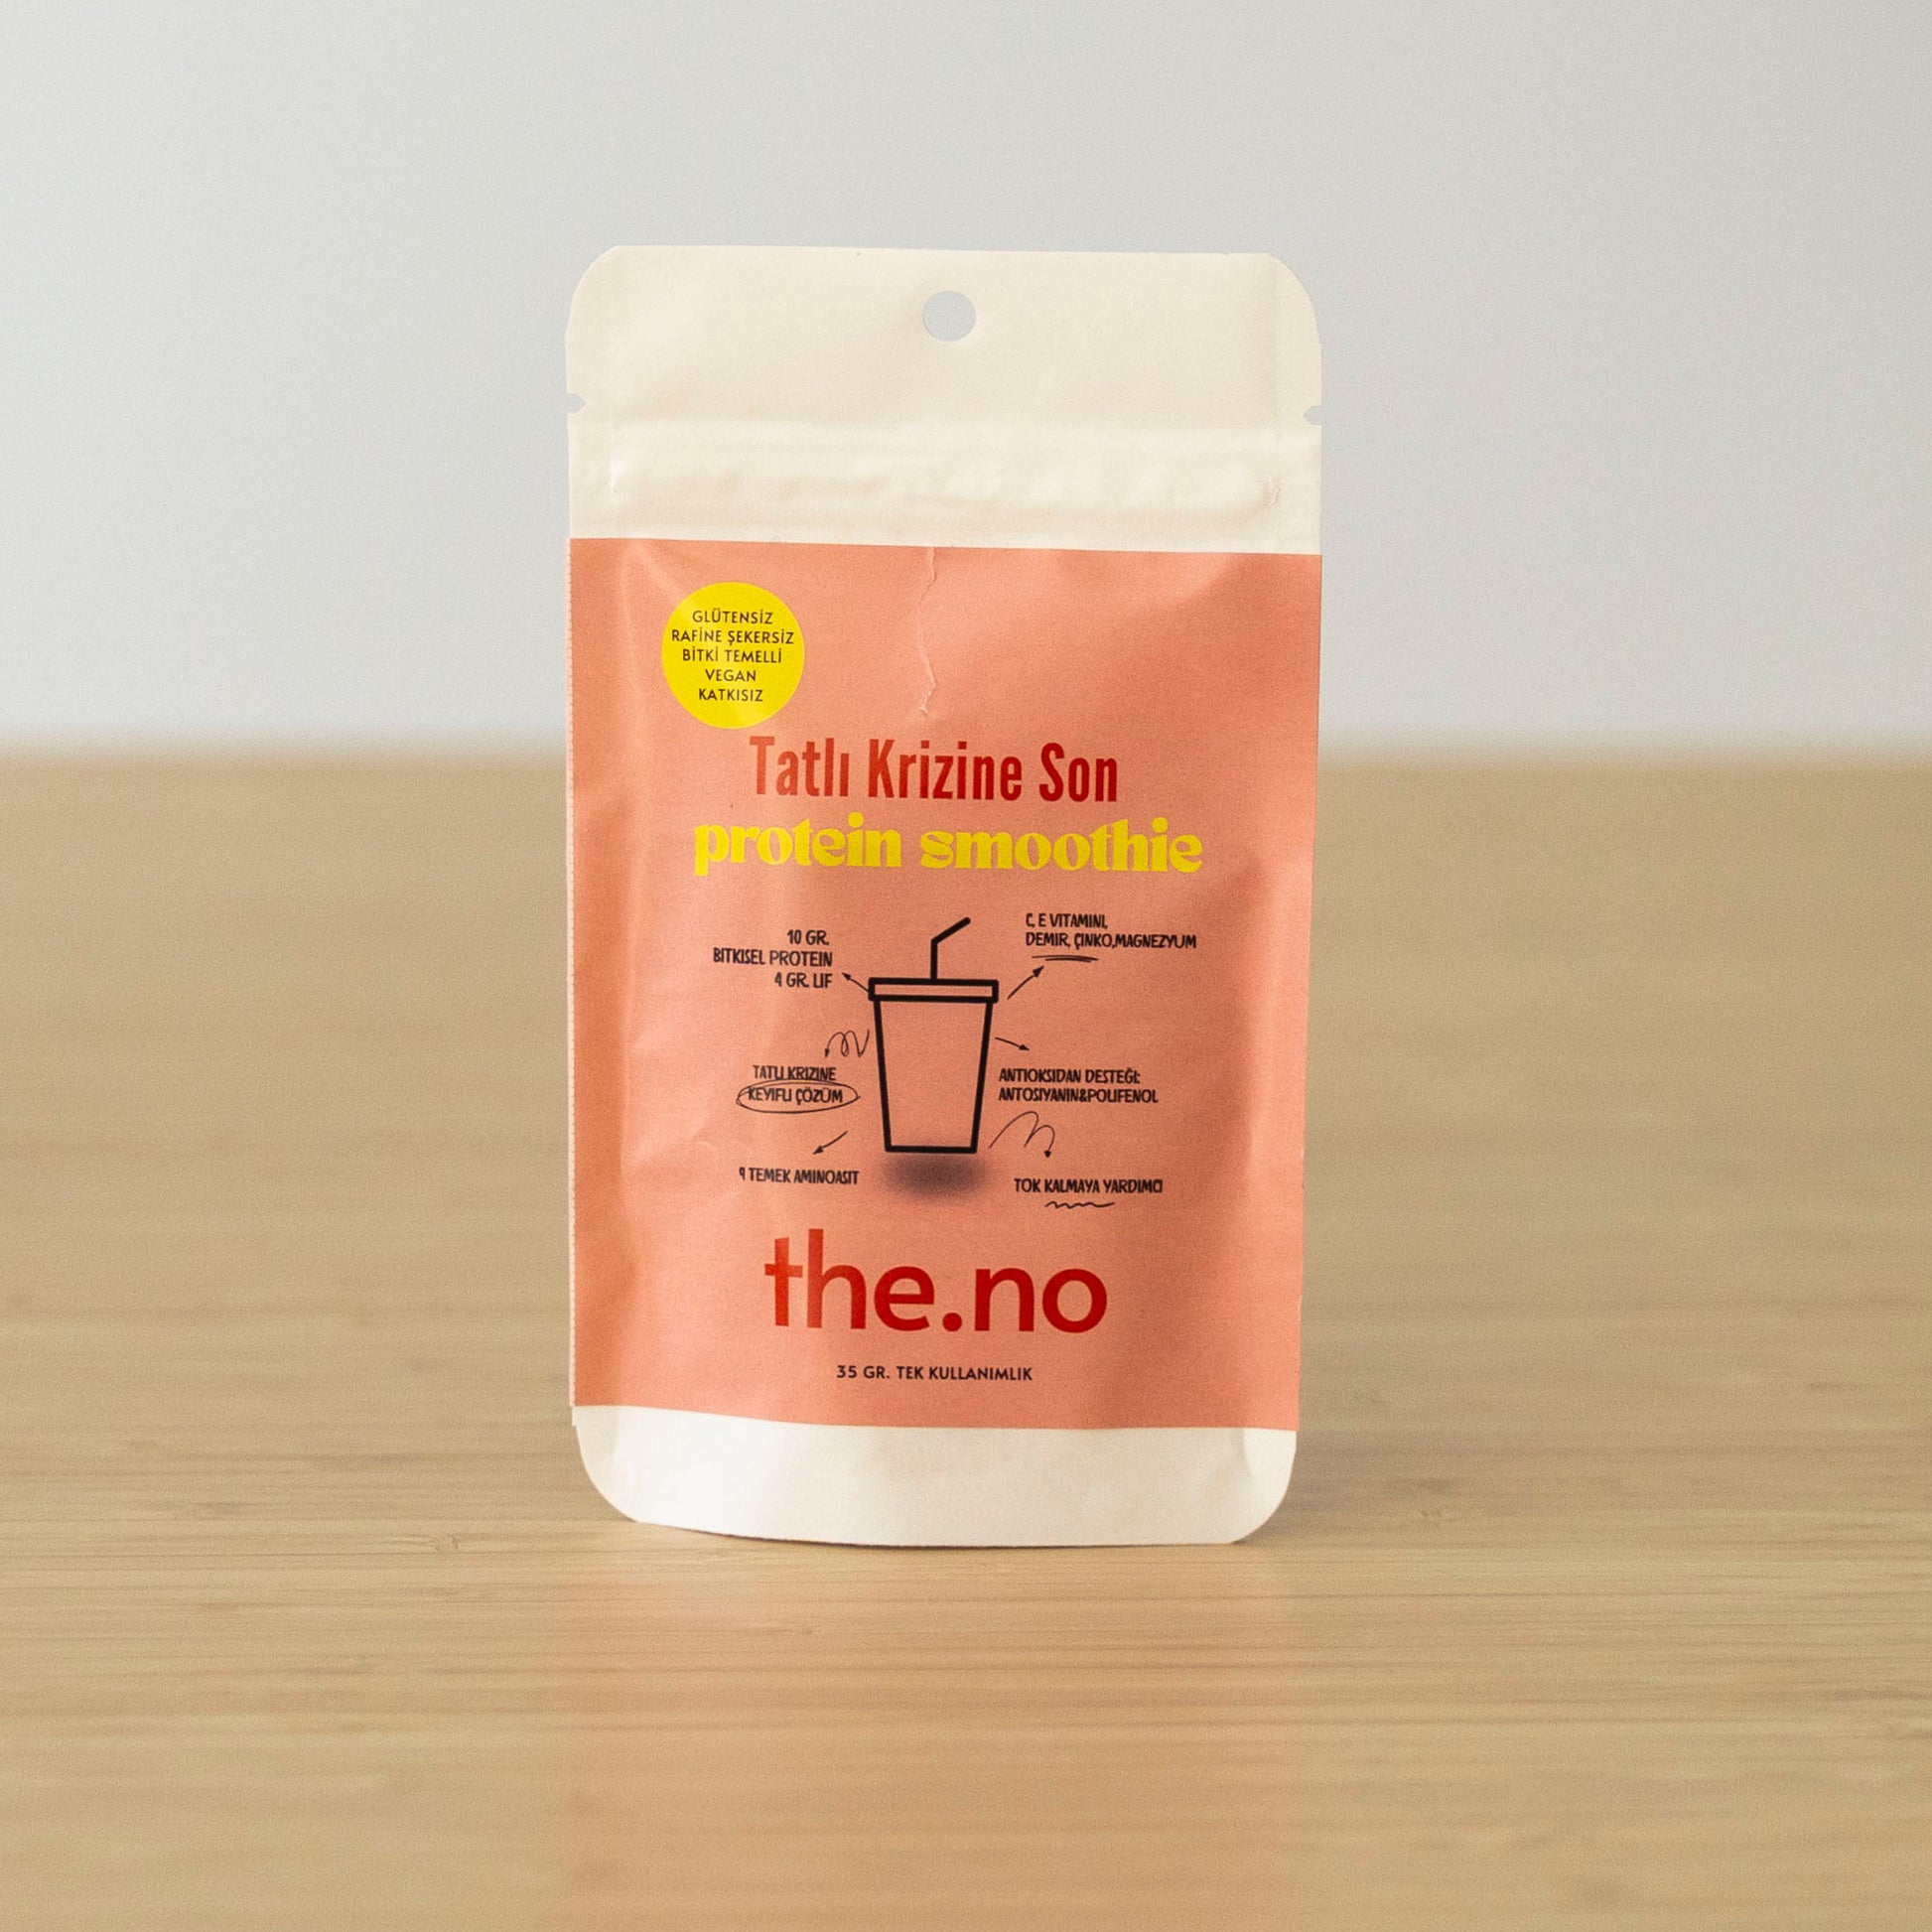 GLÜTENSİZ
RAFİNE ŞEKERSİZ
BİTKİ TEMELLİ
VEGAN
KATKISIZ
Tatlı Krizine Son
protein smoothie
10 GR.
BITKISEL PROTEIN
4 GR. LIF
C, E VITAMINI,
DEMIR, ÇINKO,MAGNEZYUM
TATLI KRIZINE
KEYIFLI ÇÖZÜM
ANTIOKSIDAN DESTEĞI:
ANTOSIYANIN&POLIFENOL
9 TEMEK AMINOASIT
TOK KALMAYA YARDIMCI
the.no
35 GR. TEK KULLANIMLIK